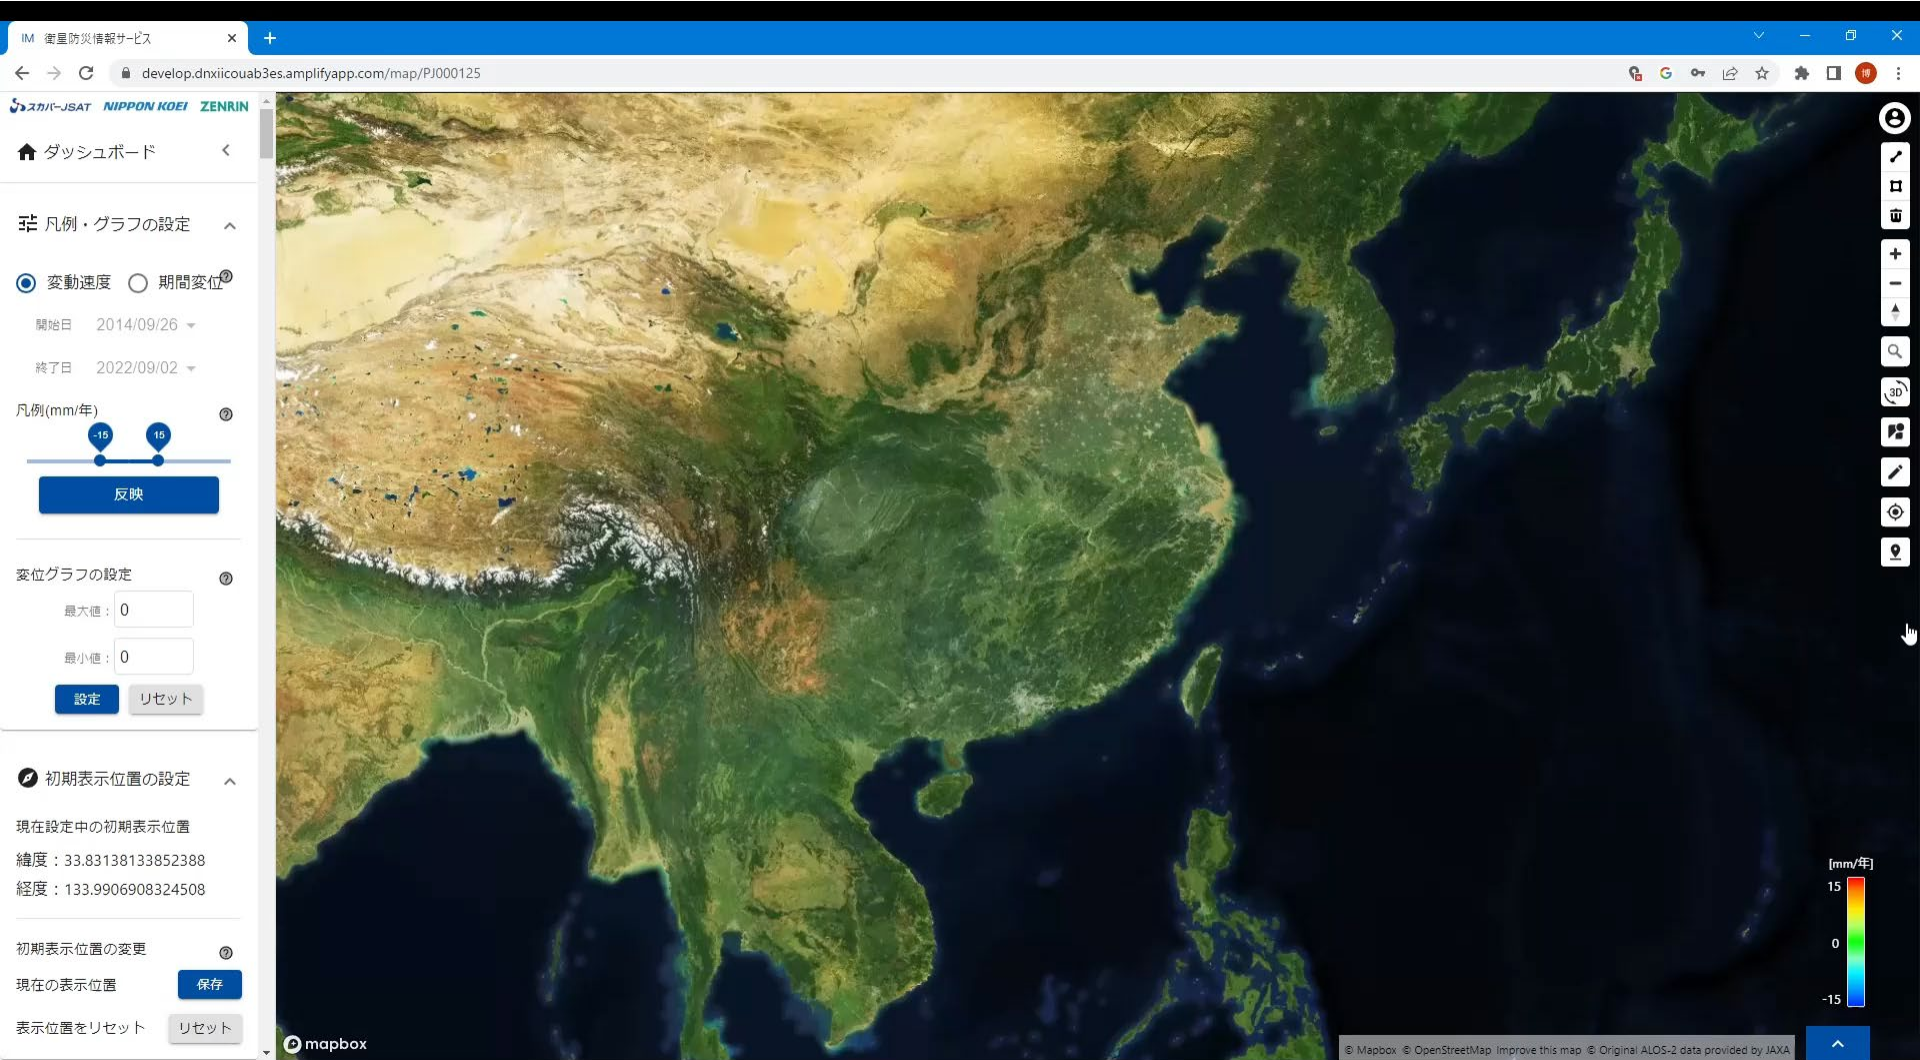 IM 衛星防災情報サービス
develop.dnxiicouab3es.amplifyapp.com/map/PJ000125
博
スカパーJSAT NIPPON KOEI ZENRIN
ダッシュボード
凡例・グラフの設定
変動速度 期間変位
開始日 2014/09/26
終了日 2022/09/02
凡例(mm/年)
-15 15
反映
変位グラフの設定
最大値： 0
最小値： 0
設定 リセット
初期表示位置の設定
現在設定中の初期表示位置
緯度：33.83138133852388
経度：133.9906908324508
初期表示位置の変更
現在の表示位置 保存
表示位置をリセット リセット
3D
[mm/年]
15
0
-15
mapbox
© Mapbox © OpenStreetMap Improve this map © Original ALOS-2 data provided by JAXA